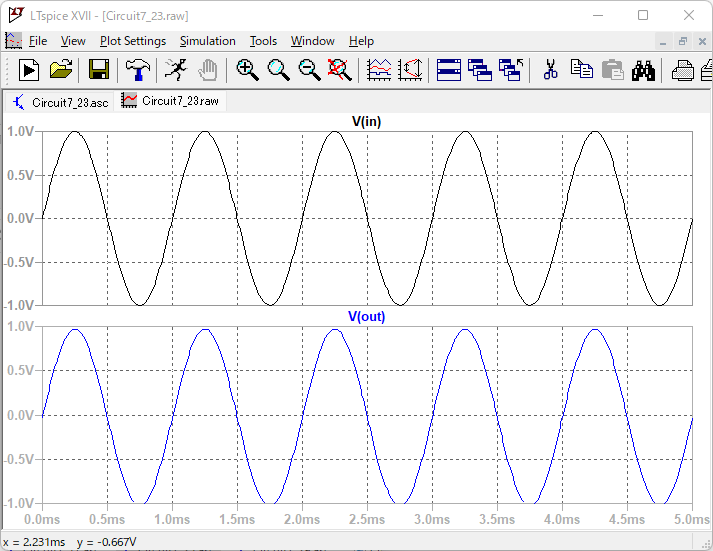 LTspice XVII - [Circuit7_23.raw]
File View Plot Settings Simulation Tools Window Help
Circuit7_23.asc Circuit7_23.raw
V(in)
1.0V
0.5V
0.0V
-0.5V
-1.0V
V(out)
1.0V
0.5V
0.0V
-0.5V
-1.0V
0.0ms 0.5ms 1.0ms 1.5ms 2.0ms 2.5ms 3.0ms 3.5ms 4.0ms 4.5ms 5.0ms
x = 2.231ms y = -0.667V